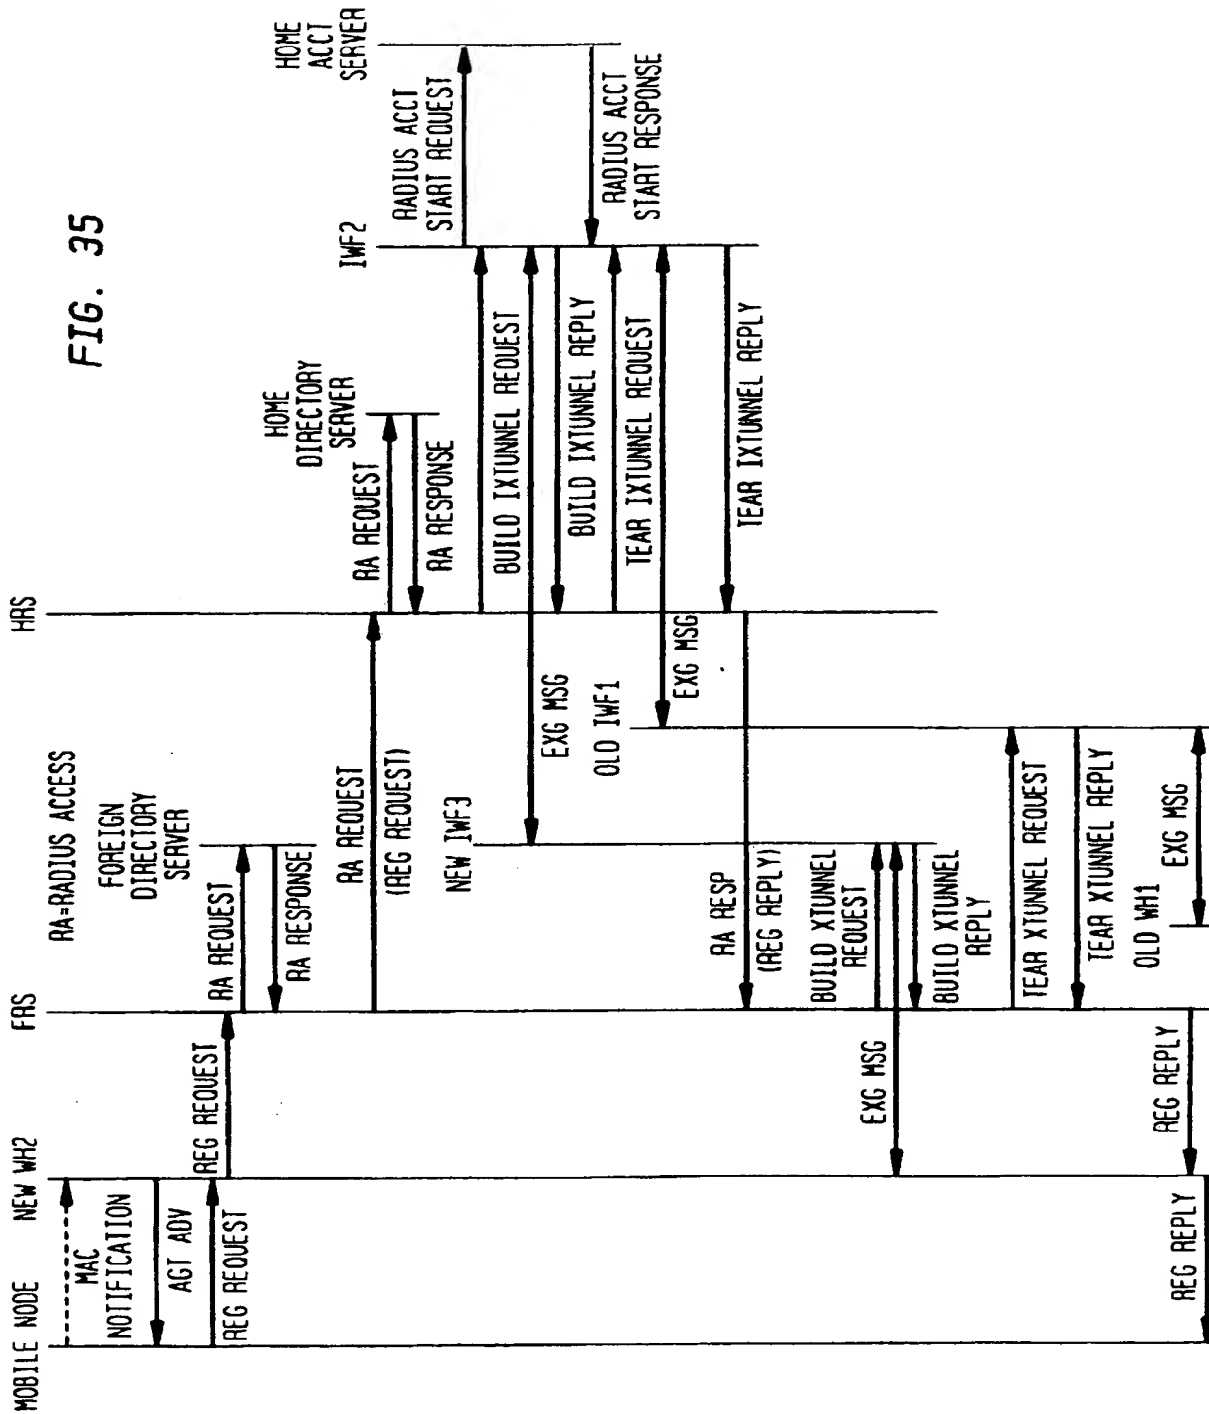 FIG. 35
MOBILE NODE
NEW WH2
FRS
HRS
RA=RADIUS ACCESS
FOREIGN
DIRECTORY
SERVER
HOME
DIRECTORY
SERVER
IWF2
HOME
ACCT
SERVER
MAC
NOTIFICATION
AGT ADV
REG REQUEST
REG REQUEST
RA REQUEST
RA RESPONSE
RA REQUEST
(REG REQUEST)
RA REQUEST
RA RESPONSE
RADIUS ACCT
START REQUEST
BUILD IXTUNNEL REQUEST
NEW IWF3
EXG MSG
BUILD IXTUNNEL REPLY
RADIUS ACCT
START RESPONSE
OLD IWF1
TEAR IXTUNNEL REQUEST
EXG MSG
TEAR IXTUNNEL REPLY
RA RESP
(REG REPLY)
BUILD XTUNNEL
REQUEST
EXG MSG
BUILD XTUNNEL
REPLY
TEAR XTUNNEL REQUEST
TEAR XTUNNEL REPLY
OLD WH1
EXG MSG
REG REPLY
REG REPLY